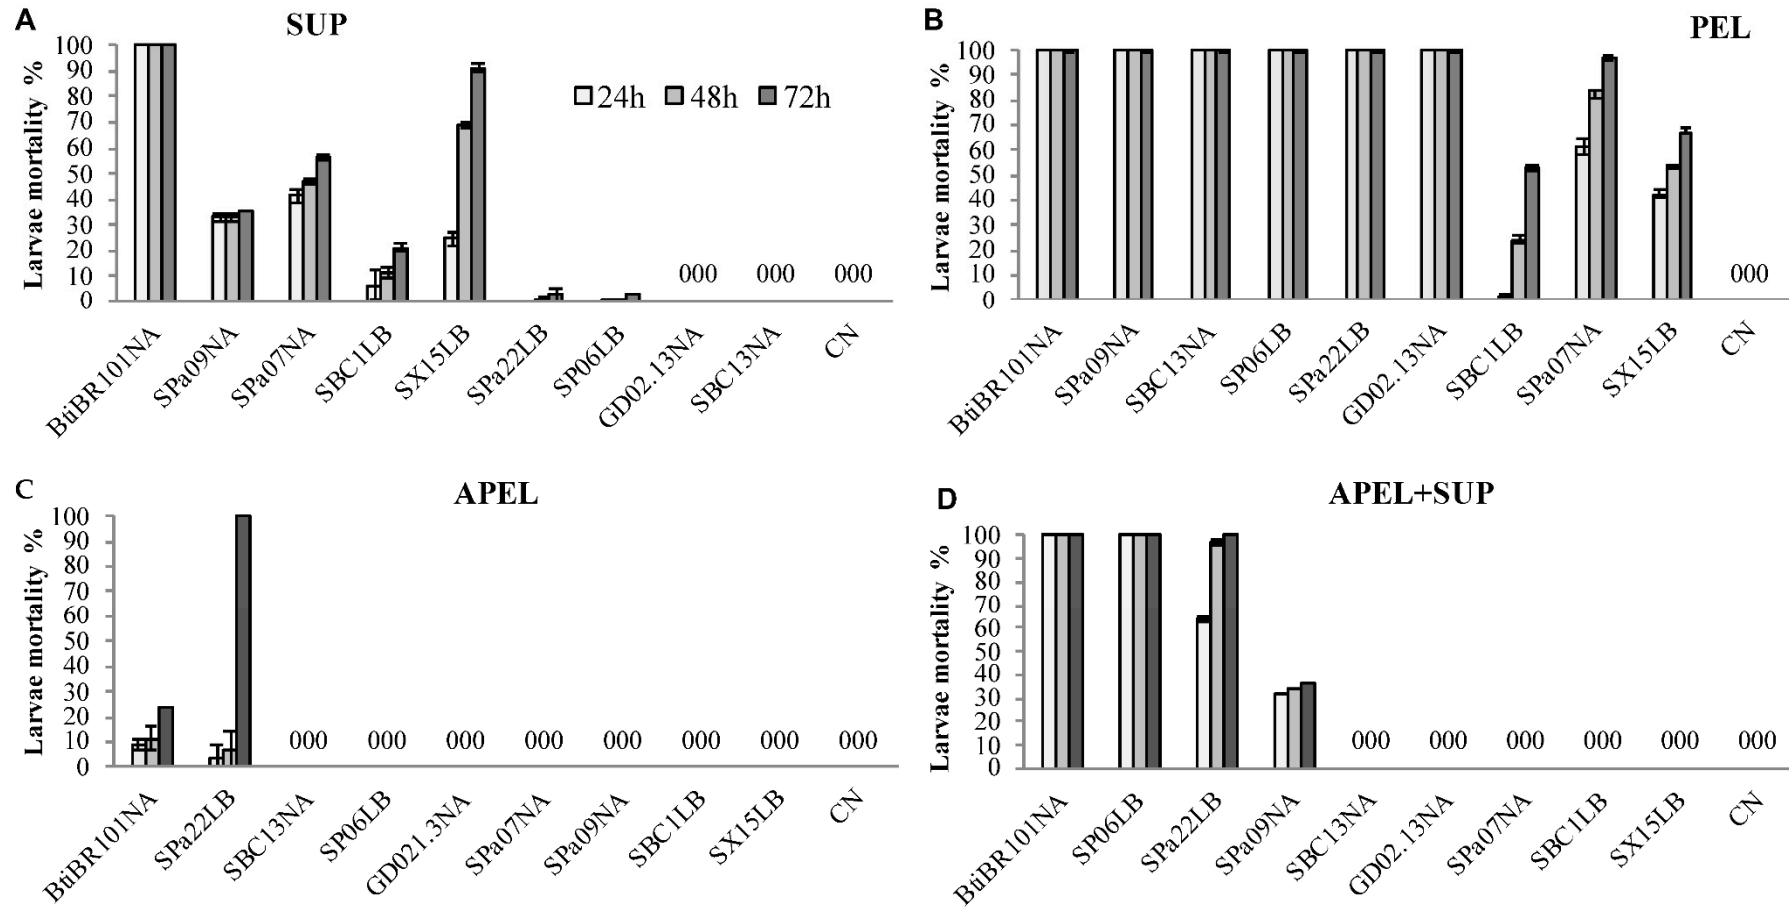 A
SUP
Larvae mortality %
100
90
80
70
60
50
40
30
20
10
0
24h 48h 72h
000 000 000
BtiBR101NA SPa09NA SPa07NA SBC1LB SX15LB SPa22LB SP06LB GD02.13NA SBC13NA CN
B
PEL
Larvae mortality %
100
90
80
70
60
50
40
30
20
10
0
000
BtiBR101NA SPa09NA SBC13NA SP06LB SPa22LB GD02.13NA SBC1LB SPa07NA SX15LB CN
C
APEL
Larvae mortality %
100
90
80
70
60
50
40
30
20
10
0
000 000 000 000 000 000 000 000
BtiBR101NA SPa22LB SBC13NA SP06LB GD021.3NA SPa07NA SPa09NA SBC1LB SX15LB CN
D
APEL+SUP
Larvae mortality %
100
90
80
70
60
50
40
30
20
10
0
000 000 000 000 000 000
BtiBR101NA SP06LB SPa22LB SPa09NA SBC13NA GD02.13NA SPa07NA SBC1LB SX15LB CN